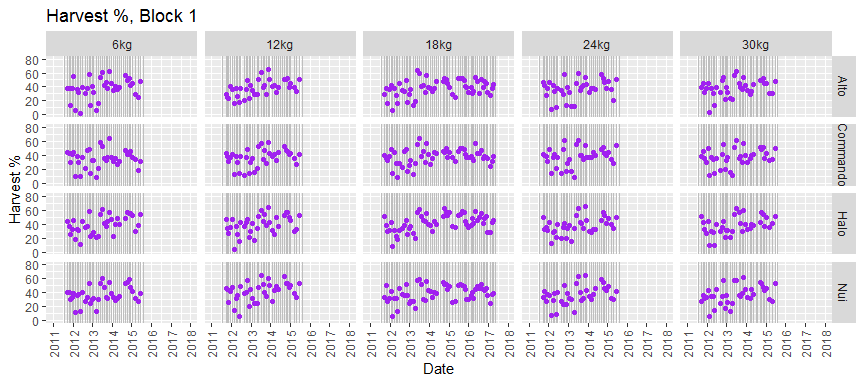 Harvest %, Block 1
6kg 12kg 18kg 24kg 30kg
Harvest %
80 60 40 20 0 Alto
80 60 40 20 0 Commando
80 60 40 20 0 Halo
80 60 40 20 0 Nui
2011 2012 2013 2014 2015 2016 2017 2018 2011 2012 2013 2014 2015 2016 2017 2018 2011 2012 2013 2014 2015 2016 2017 2018 2011 2012 2013 2014 2015 2016 2017 2018 2011 2012 2013 2014 2015 2016 2017 2018
Date